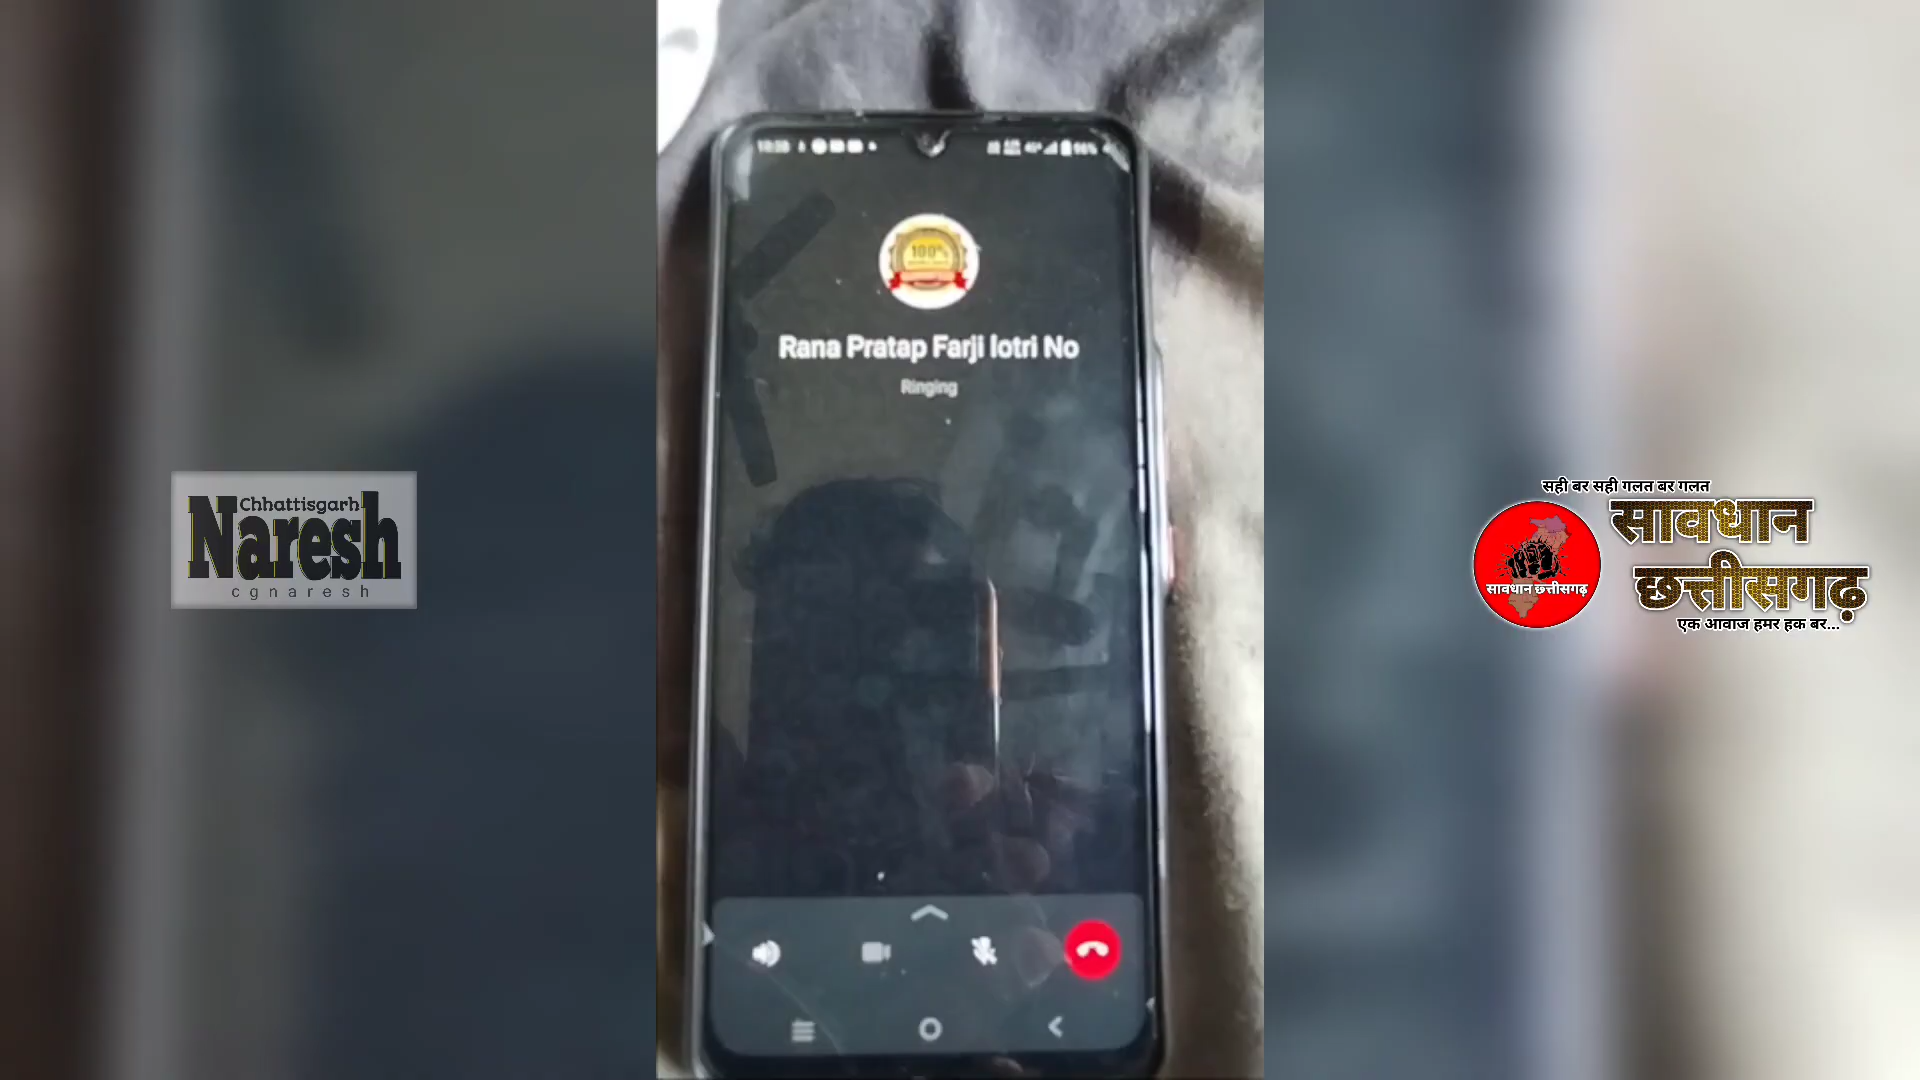 100%
Rana Pratap Farji lotri No
Ringing
Chhattisgarh
Naresh
cgnaresh
सही बर सही गलत बर गलत
सावधान
छत्तीसगढ़
सावधान छत्तीसगढ़
एक आवाज हमर हक बर...